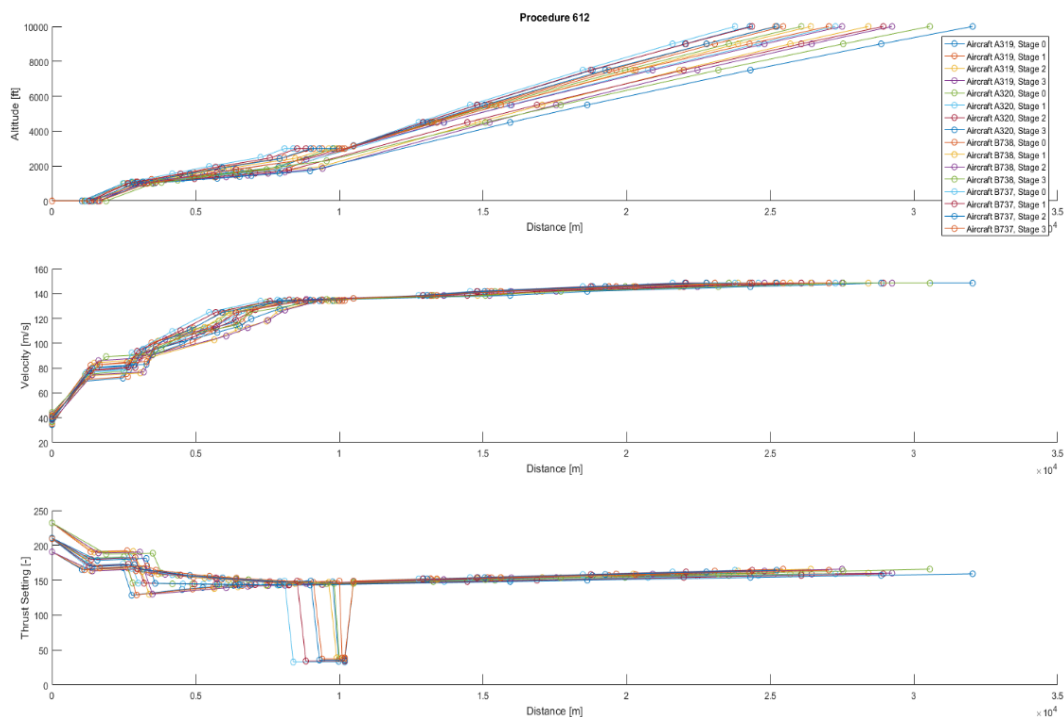 Procedure 612
Altitude [ft]
10000
8000
6000
4000
2000
0
0 0.5 1 1.5 2 2.5 3 3.5
Distance [m]
×10^4
Aircraft A319, Stage 0
Aircraft A319, Stage 1
Aircraft A319, Stage 2
Aircraft A319, Stage 3
Aircraft A320, Stage 0
Aircraft A320, Stage 1
Aircraft A320, Stage 2
Aircraft A320, Stage 3
Aircraft B738, Stage 0
Aircraft B738, Stage 1
Aircraft B738, Stage 2
Aircraft B738, Stage 3
Aircraft B737, Stage 0
Aircraft B737, Stage 1
Aircraft B737, Stage 2
Aircraft B737, Stage 3
Velocity [m/s]
160
140
120
100
80
60
40
20
0 0.5 1 1.5 2 2.5 3 3.5
Distance [m]
×10^4
Thrust Setting [-]
250
200
150
100
50
0
0 0.5 1 1.5 2 2.5 3 3.5
Distance [m]
×10^4